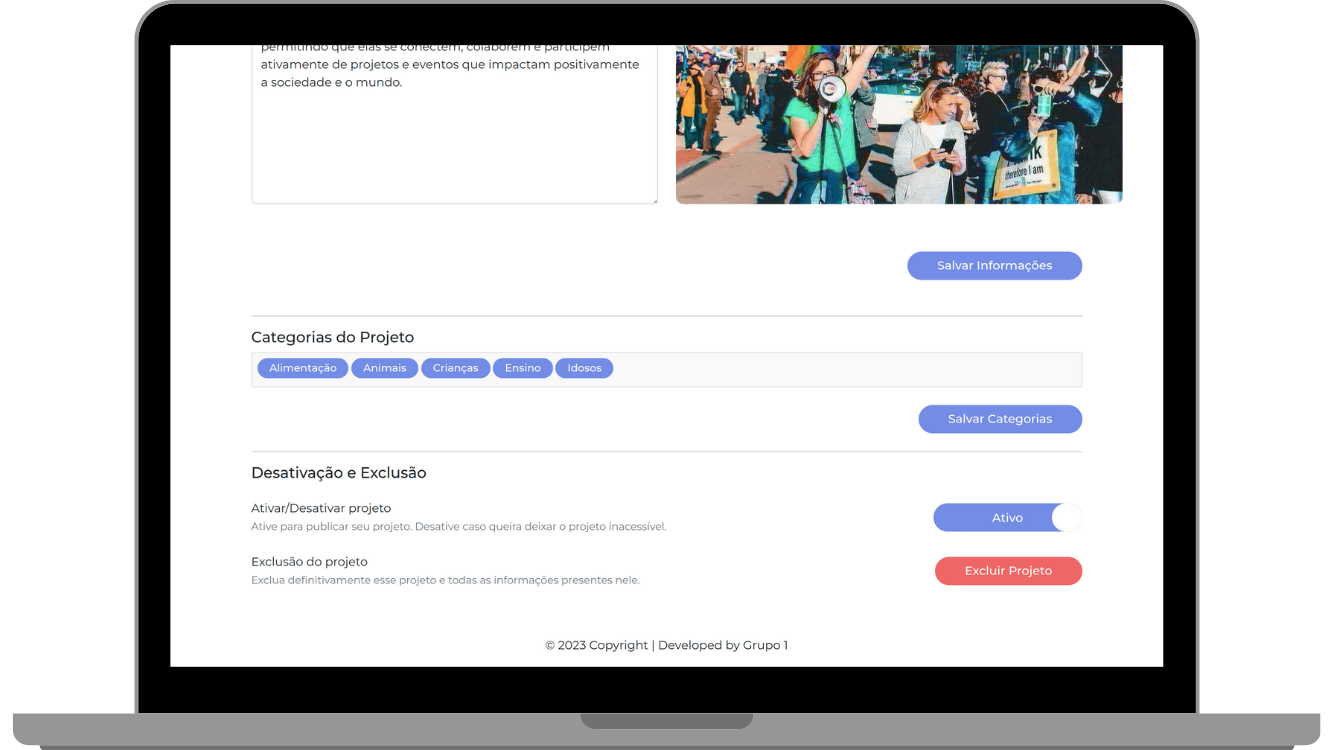 permitindo que elas se conectem, colaborem e participem
ativamente de projetos e eventos que impactam positivamente
a sociedade e o mundo.
therefore I am
Salvar Informações
Categorias do Projeto
Alimentação Animais Crianças Ensino Idosos
Salvar Categorias
Desativação e Exclusão
Ativar/Desativar projeto
Ative para publicar seu projeto. Desative caso queira deixar o projeto inacessível.
Ativo
Exclusão do projeto
Exclua definitivamente esse projeto e todas as informações presentes nele.
Excluir Projeto
© 2023 Copyright | Developed by Grupo 1